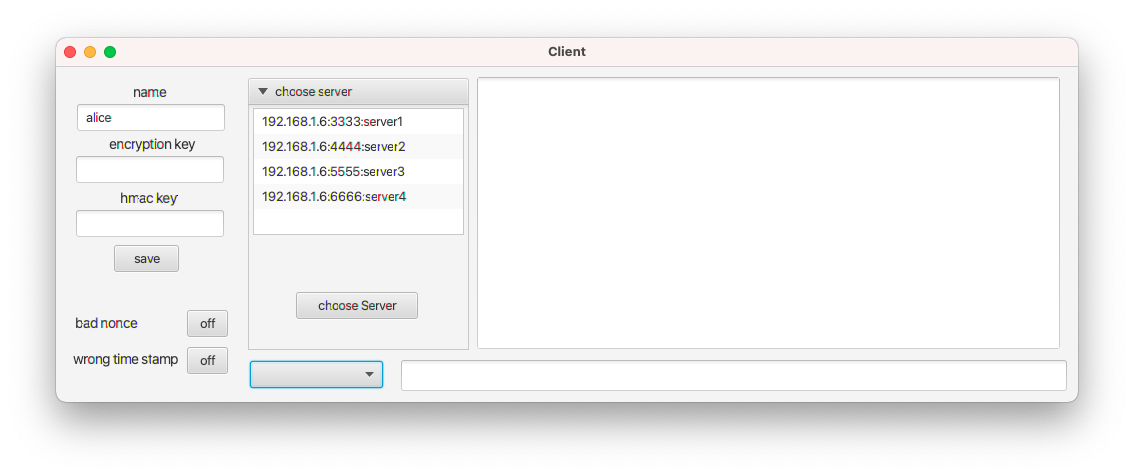 Client
name
alice
encryption key
hmac key
save
bad nonce
off
wrong time stamp
off
choose server
192.168.1.6:3333:server1
192.168.1.6:4444:server2
192.168.1.6:5555:server3
192.168.1.6:6666:server4
choose Server